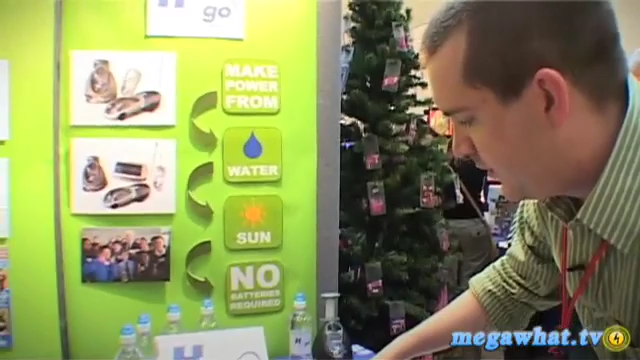 H
go
MAKE
POWER
FROM
WATER
SUN
NO
BATTERIES
REQUIRED
H
megawhat.tv